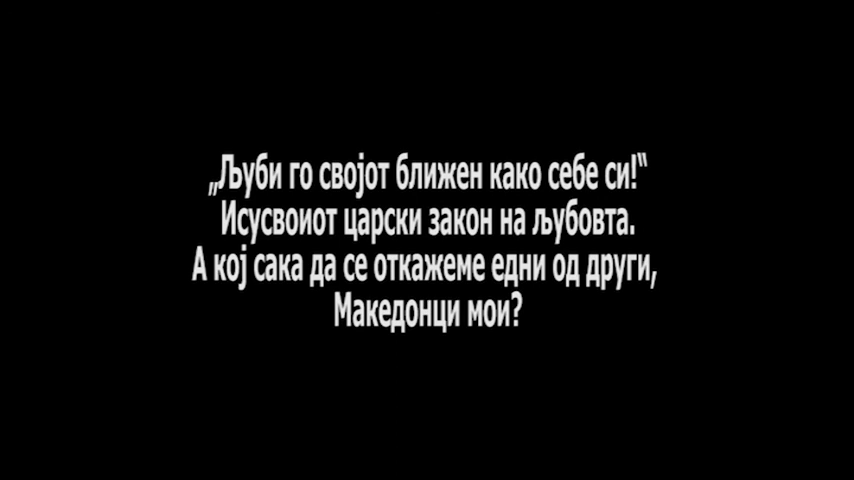 „Љуби го својот ближен како себе си!“
Исусвоиот царски закон на љубовта.
А кој сака да се откажеме едни од други,
Македонци мои?